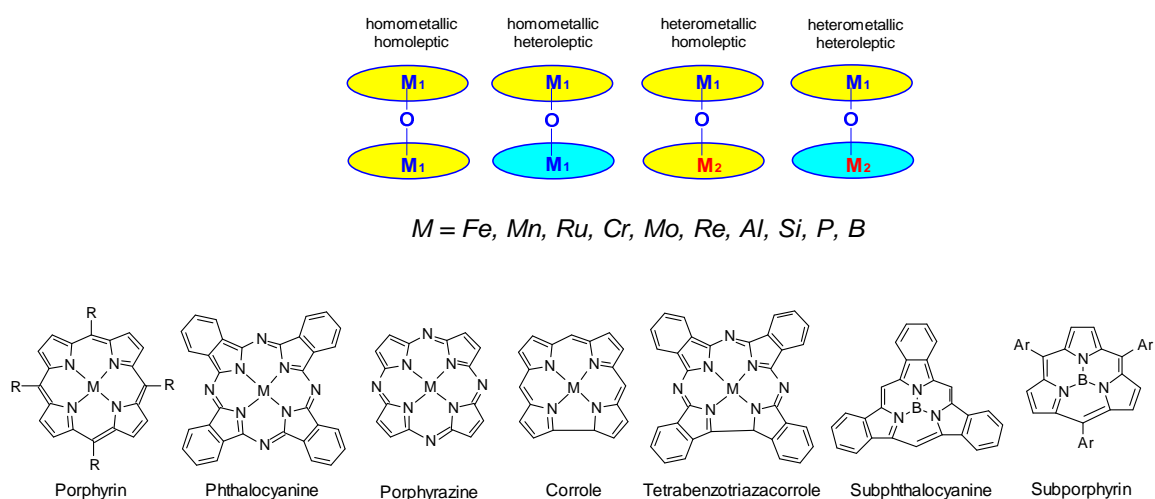 homometallic homometallic heterometallic heterometallic
homoleptic heteroleptic homoleptic heteroleptic
M1 M1 M1 M1
O O O O
M1 M1 M2 M2
M = Fe, Mn, Ru, Cr, Mo, Re, Al, Si, P, B
R N N N
N N N N N N N N N N Ar N Ar
R M R N M N N M N M N M N B B
N N N N N N N N N N N N N N
R N N Ar
Porphyrin Phthalocyanine Porphyrazine Corrole Tetrabenzotriazacorrole Subphthalocyanine Subporphyrin